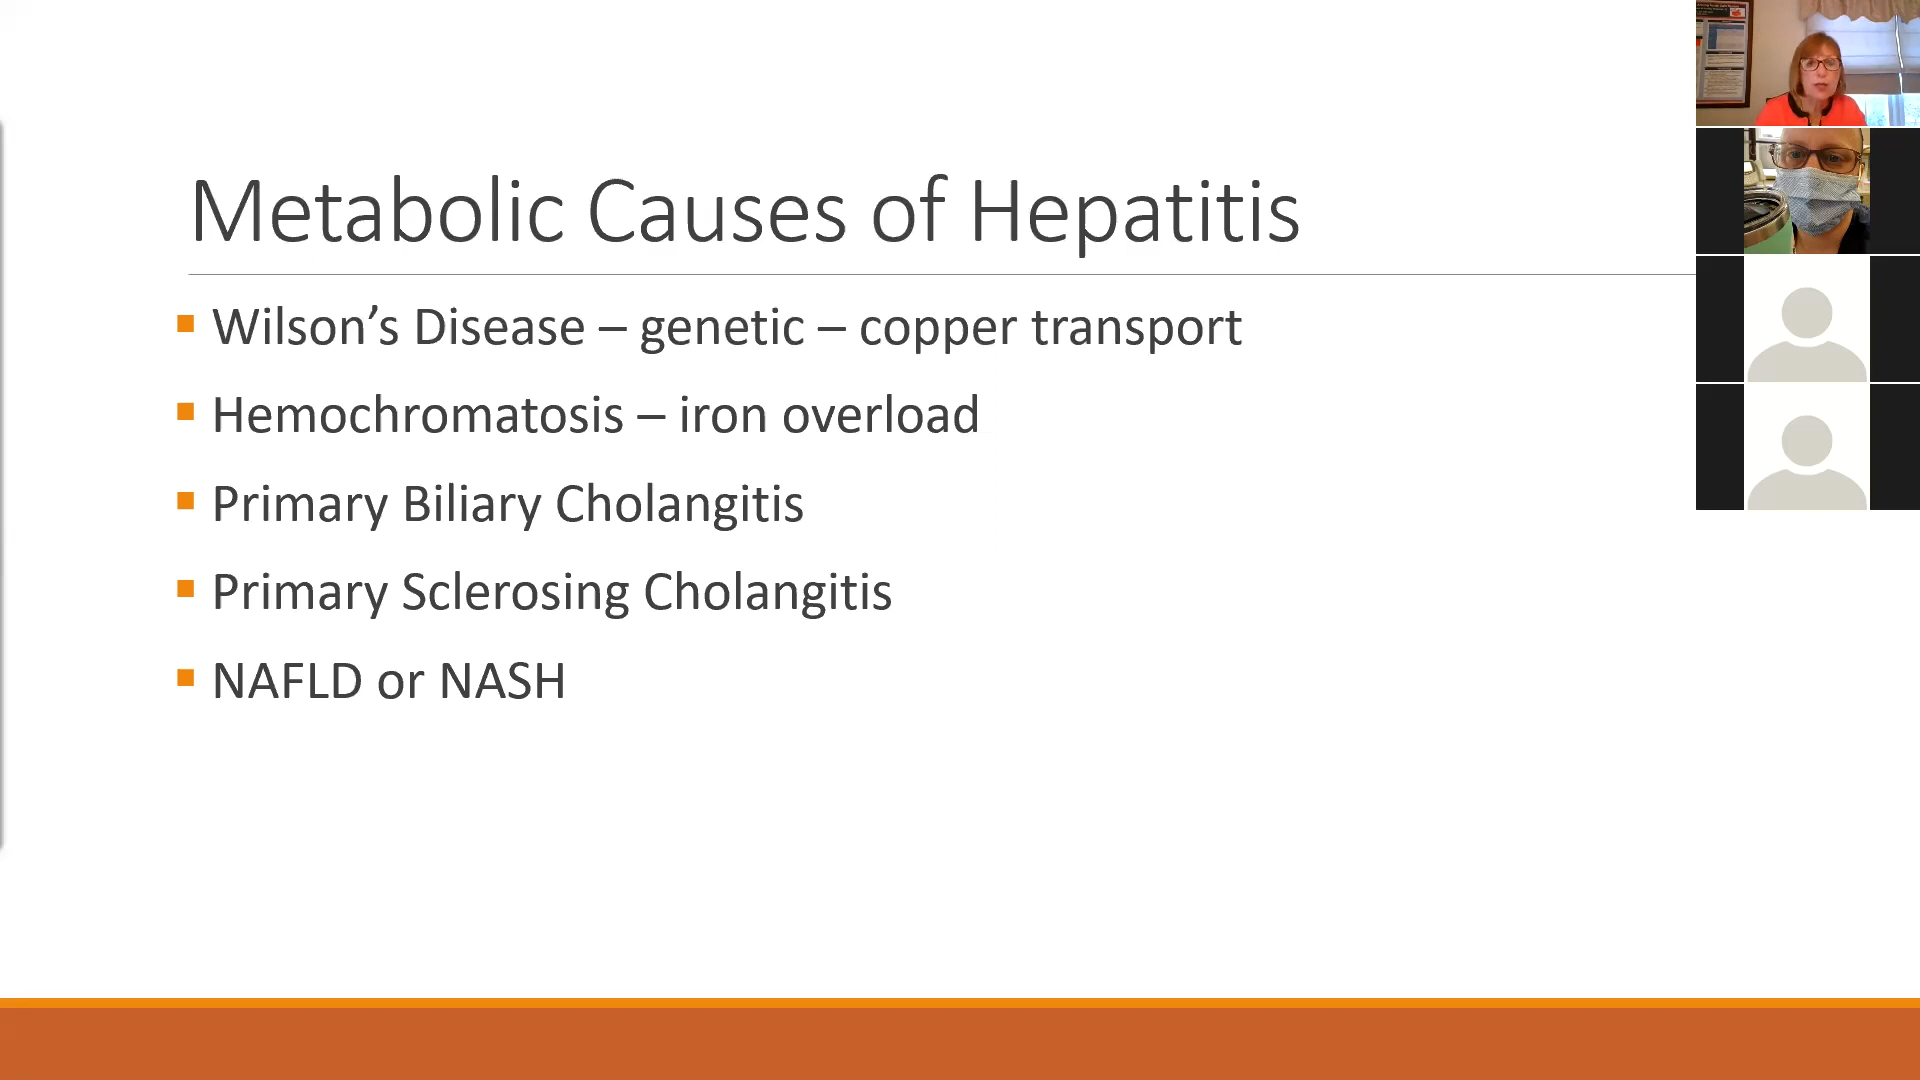 Metabolic Causes of Hepatitis
Wilson’s Disease – genetic – copper transport
Hemochromatosis – iron overload
Primary Biliary Cholangitis
Primary Sclerosing Cholangitis
NAFLD or NASH